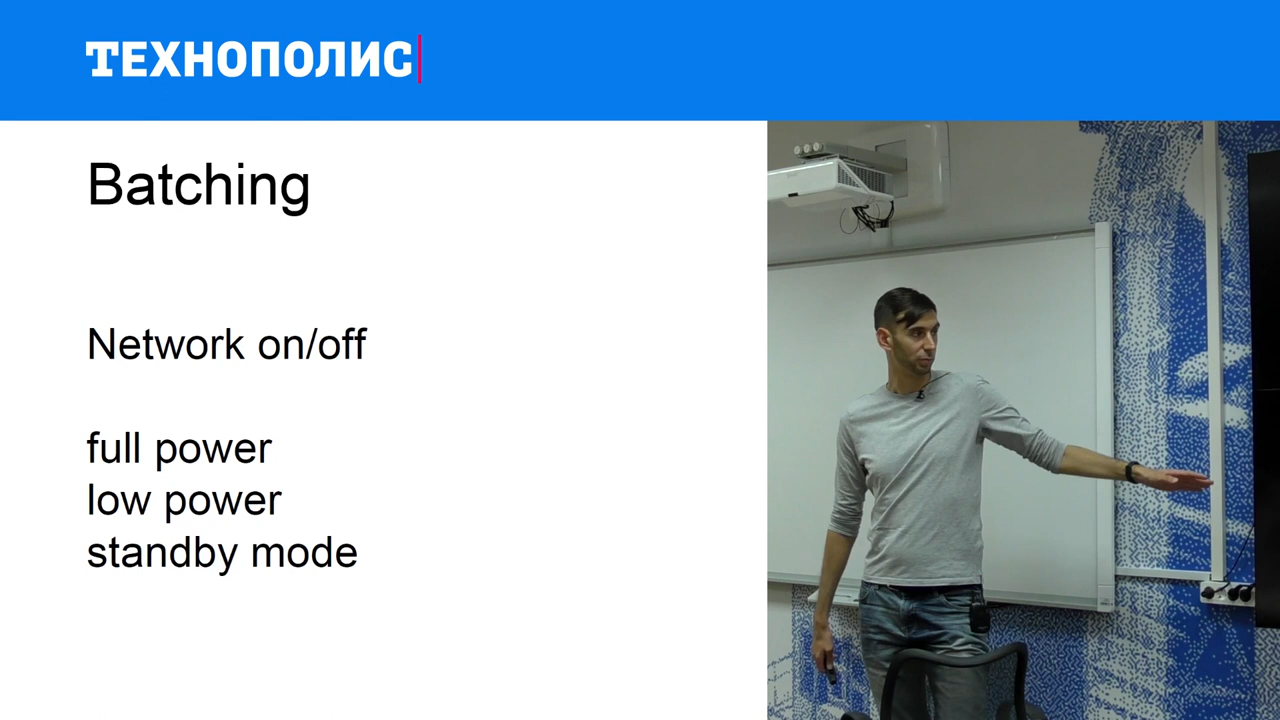 ТЕХНОПОЛИС
Batching
Network on/off
full power
low power
standby mode